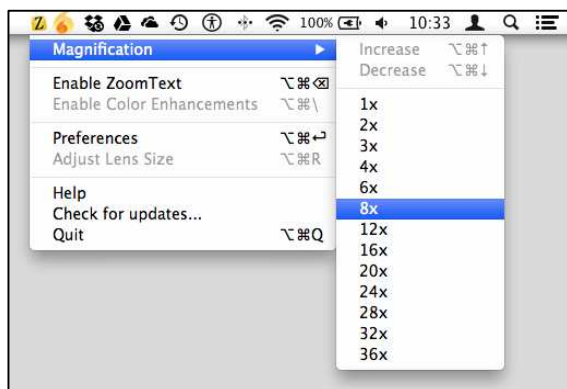 Z 100% 10:33
Magnification ▶
Enable ZoomText ⌥⌘⌫
Enable Color Enhancements ⌥⌘\
Preferences ⌥⌘↩
Adjust Lens Size ⌥⌘R
Help
Check for updates...
Quit ⌥⌘Q
Increase ⌥⌘↑
Decrease ⌥⌘↓
1x
2x
3x
4x
6x
8x
12x
16x
20x
24x
28x
32x
36x